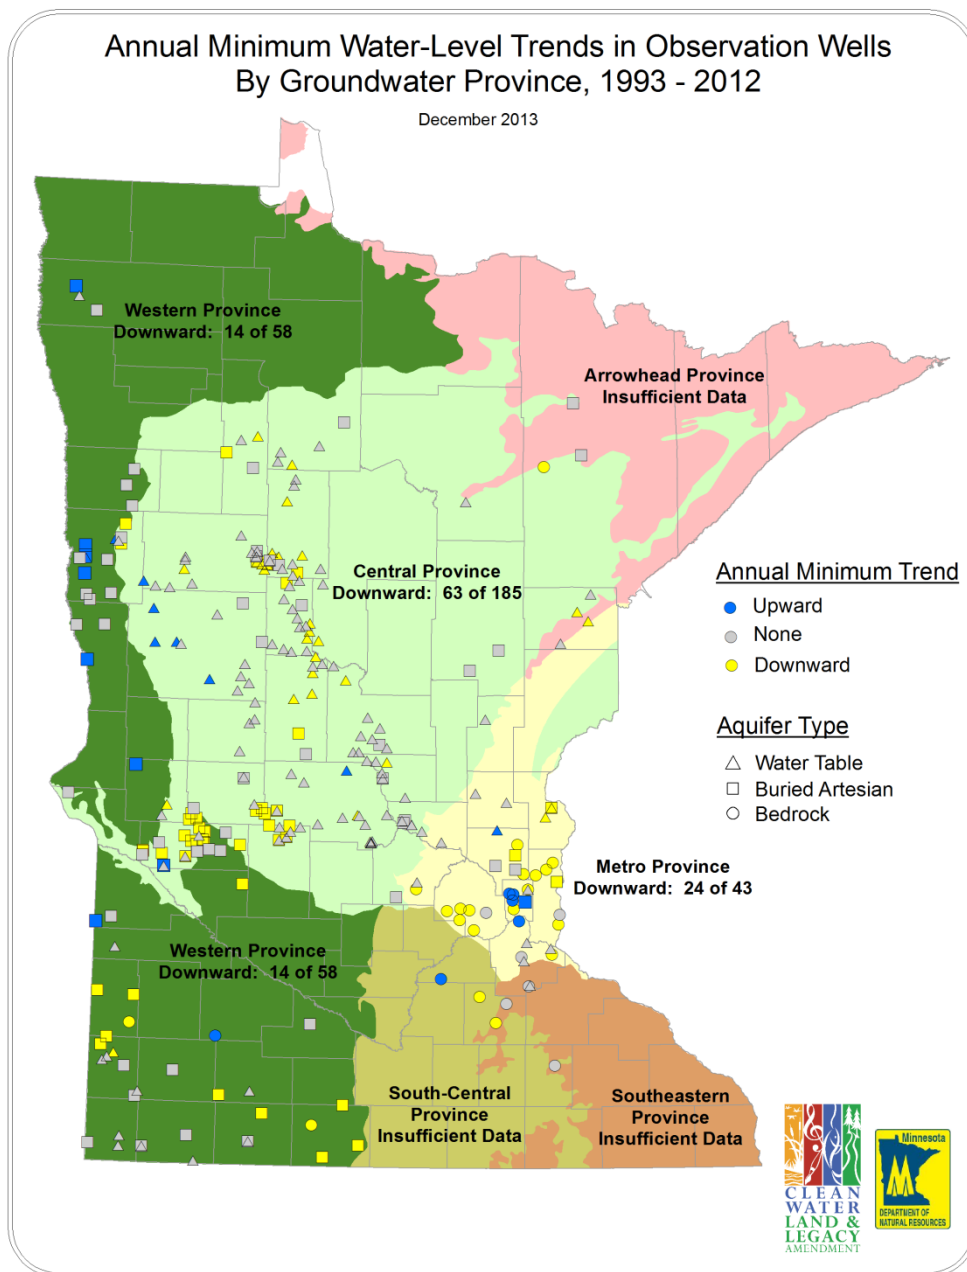 Annual Minimum Water-Level Trends in Observation Wells
By Groundwater Province, 1993 - 2012
December 2013
Western Province
Downward: 14 of 58
Arrowhead Province
Insufficient Data
Central Province
Downward: 63 of 185
Annual Minimum Trend
Upward
None
Downward
Aquifer Type
Water Table
Buried Artesian
Bedrock
Metro Province
Downward: 24 of 43
Western Province
Downward: 14 of 58
South-Central
Province
Insufficient Data
Southeastern
Province
Insufficient Data
CLEAN
WATER
LAND &
LEGACY
AMENDMENT
Minnesota
DEPARTMENT OF
NATURAL RESOURCES